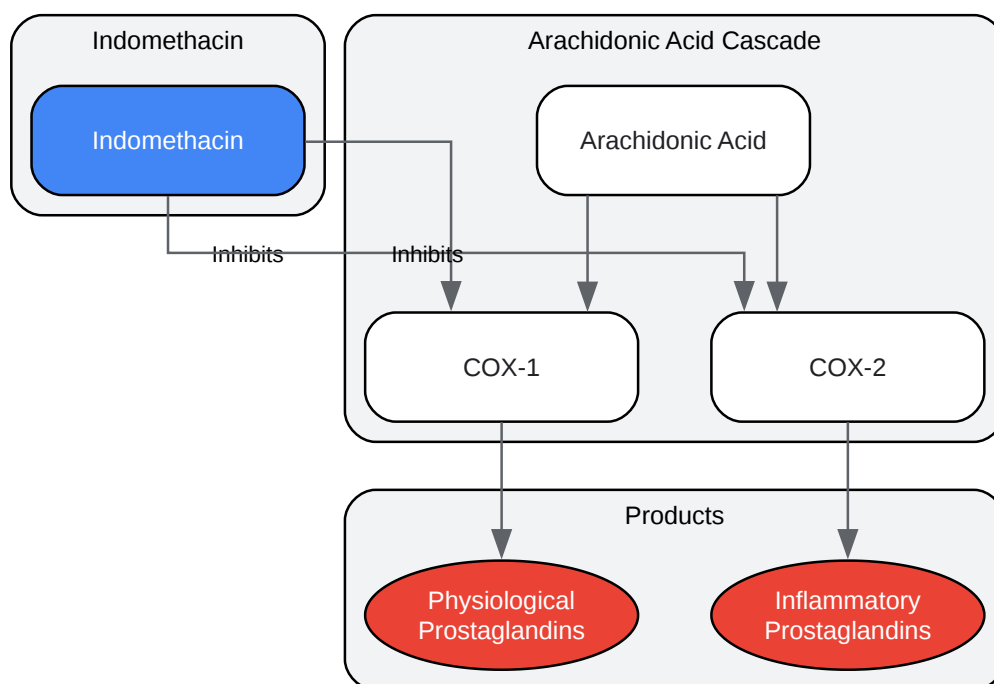 Indomethacin
Arachidonic Acid Cascade
Indomethacin
Arachidonic Acid
Inhibits
Inhibits
COX-1
COX-2
Products
Physiological
Prostaglandins
Inflammatory
Prostaglandins